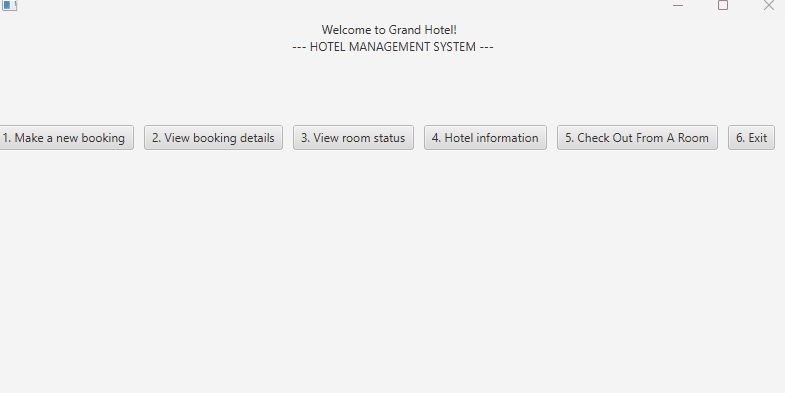 Welcome to Grand Hotel!
--- HOTEL MANAGEMENT SYSTEM ---
1. Make a new booking 2. View booking details 3. View room status 4. Hotel information 5. Check Out From A Room 6. Exit